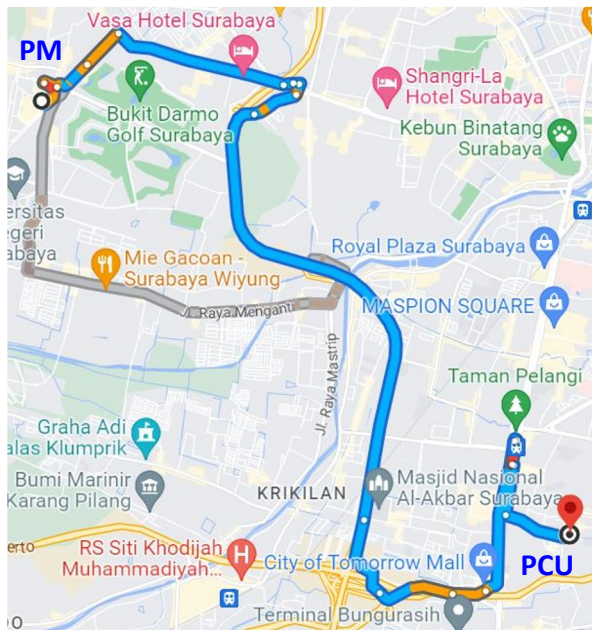 PM
Vasa Hotel Surabaya
Shangri-La
Hotel Surabaya
Bukit Darmo
Golf Surabaya
Kebun Binatang
Surabaya
iversitas
egeri
abaya
Royal Plaza Surabaya
Mie Gacoan -
Surabaya Wiyung
Jl. Raya Menganti
MASPION SQUARE
Jl. Raya Mastrip
Taman Pelangi
Graha Adi
alas Klumprik
Bumi Marinir
Karang Pilang
KRIKILAN
Masjid Nasional
Al-Akbar Surabaya
erto
RS Siti Khodijah
Muhammadiyah...
City of Tomorrow Mall
PCU
Terminal Bungurasih